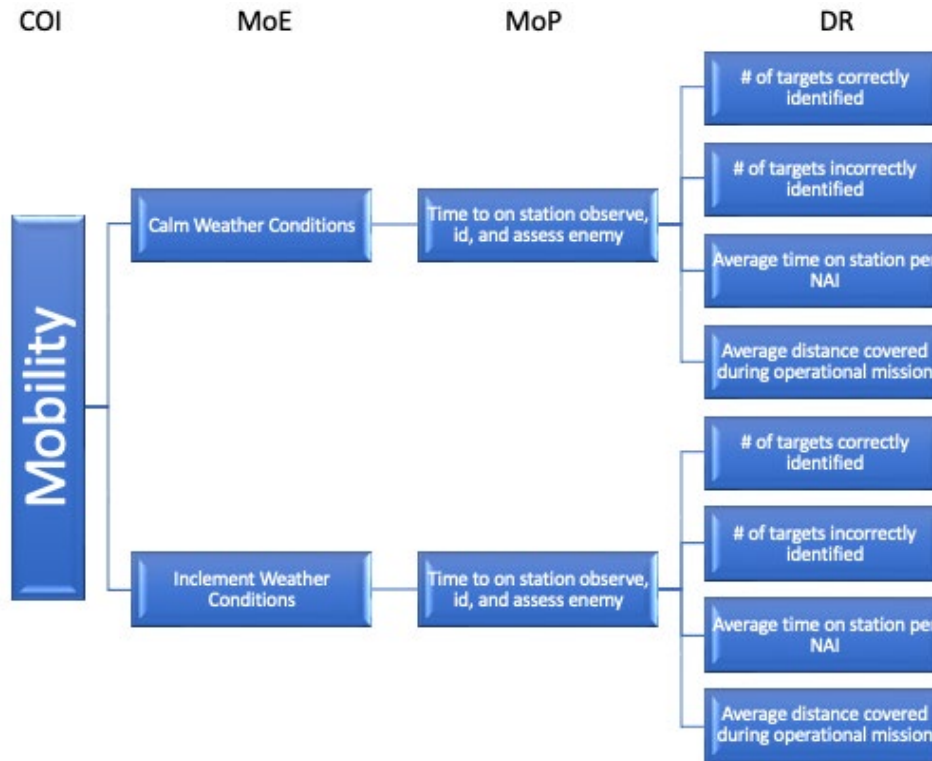 COI
MoE
MoP
DR
Mobility
Calm Weather Conditions
Time to on station observe,
id, and assess enemy
# of targets correctly
identified
# of targets incorrectly
identified
Average time on station per
NAI
Average distance covered
during operational mission
Inclement Weather
Conditions
Time to on station observe,
id, and assess enemy
# of targets correctly
identified
# of targets incorrectly
identified
Average time on station per
NAI
Average distance covered
during operational mission